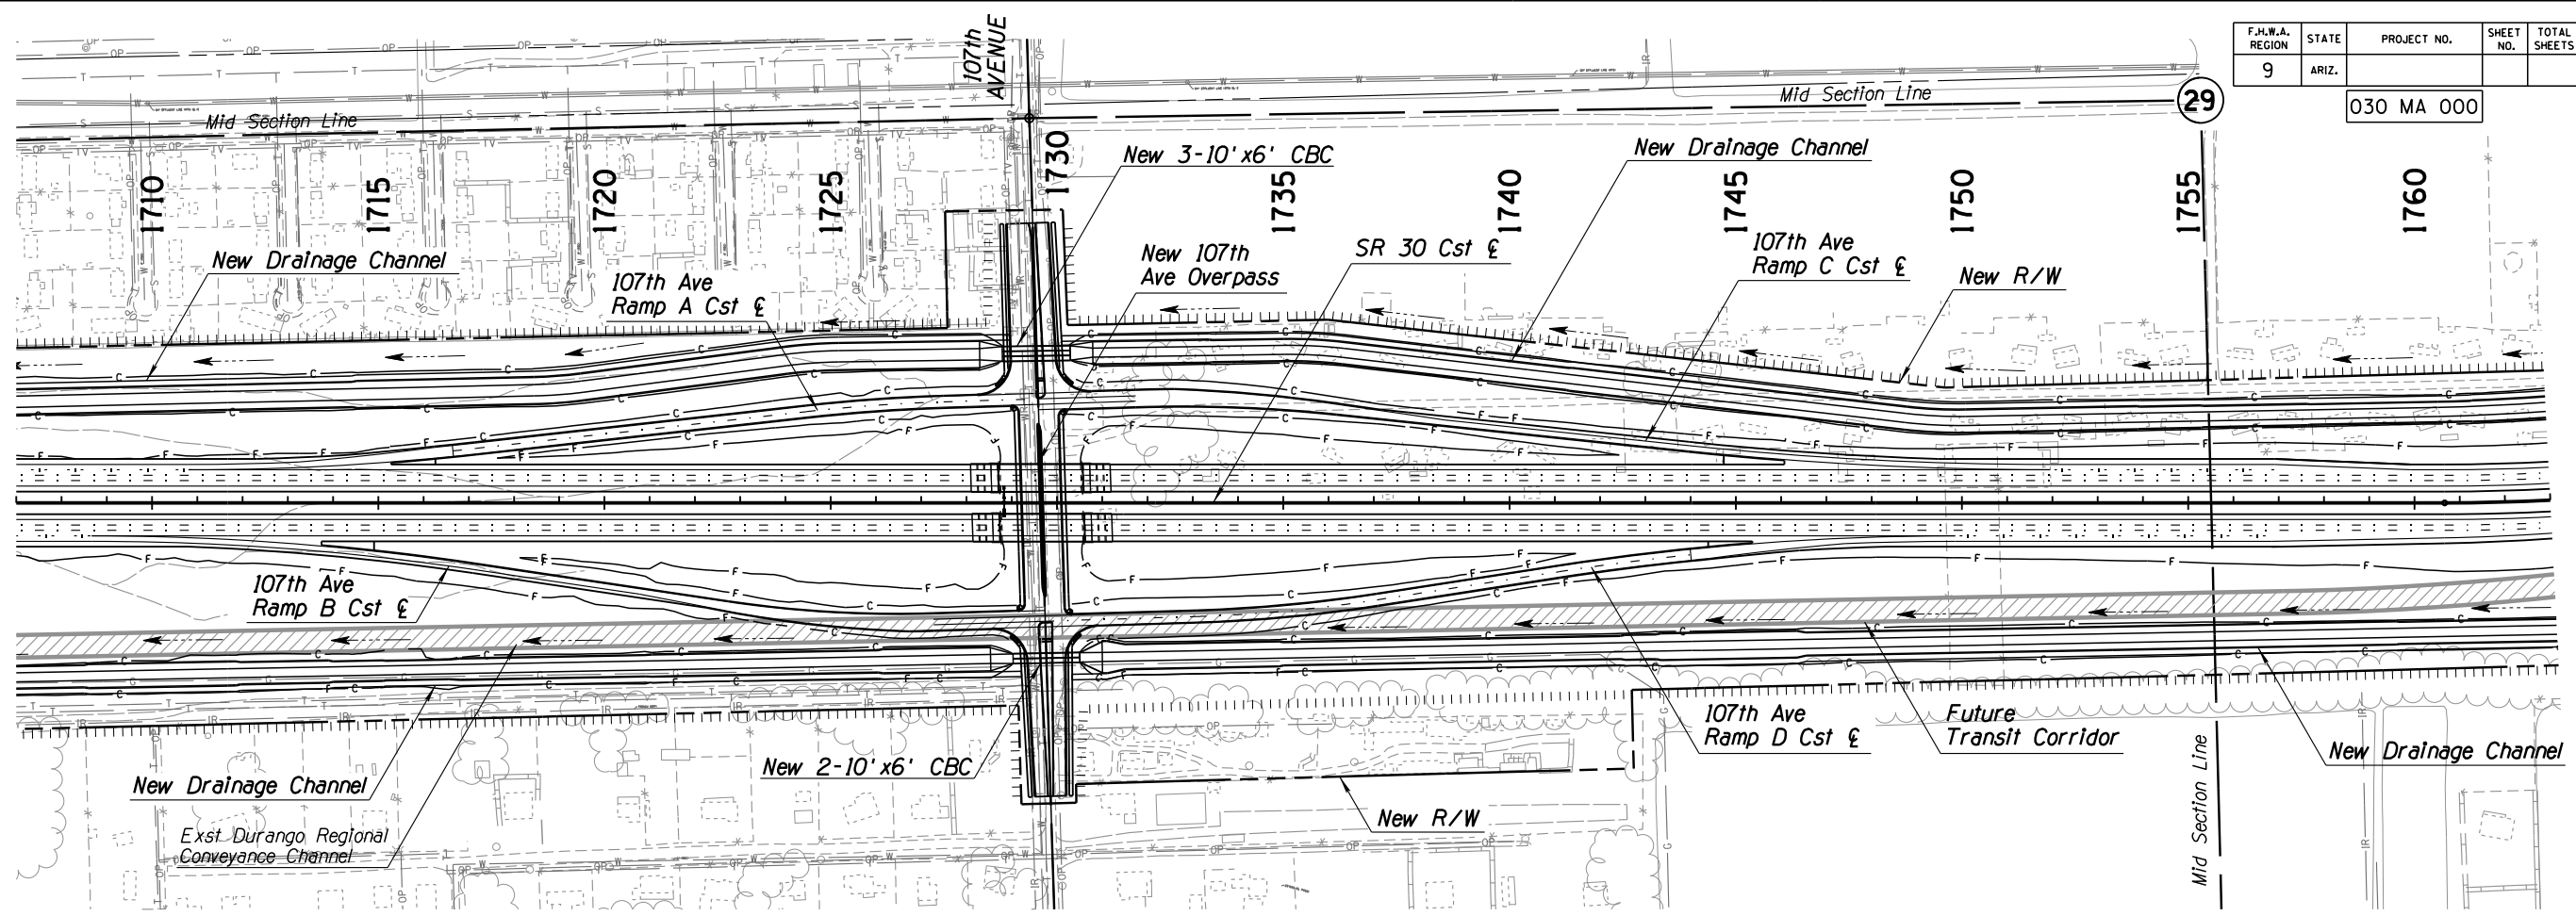 F.H.W.A. REGION
STATE
PROJECT NO.
SHEET NO.
TOTAL SHEETS
9
ARIZ.
030 MA 000
107th
AVENUE
Mid Section Line
Mid Section Line
29
1710
1715
1720
1725
1730
1735
1740
1745
1750
1755
1760
New 3-10'x6' CBC
New Drainage Channel
New Drainage Channel
107th Ave
Ramp A Cst ℄
New 107th
Ave Overpass
SR 30 Cst ℄
107th Ave
Ramp C Cst ℄
New R/W
107th Ave
Ramp B Cst ℄
New Drainage Channel
Exst Durango Regional
Conveyance Channel
New 2-10'x6' CBC
New R/W
107th Ave
Ramp D Cst ℄
Future
Transit Corridor
Mid Section Line
New Drainage Channel